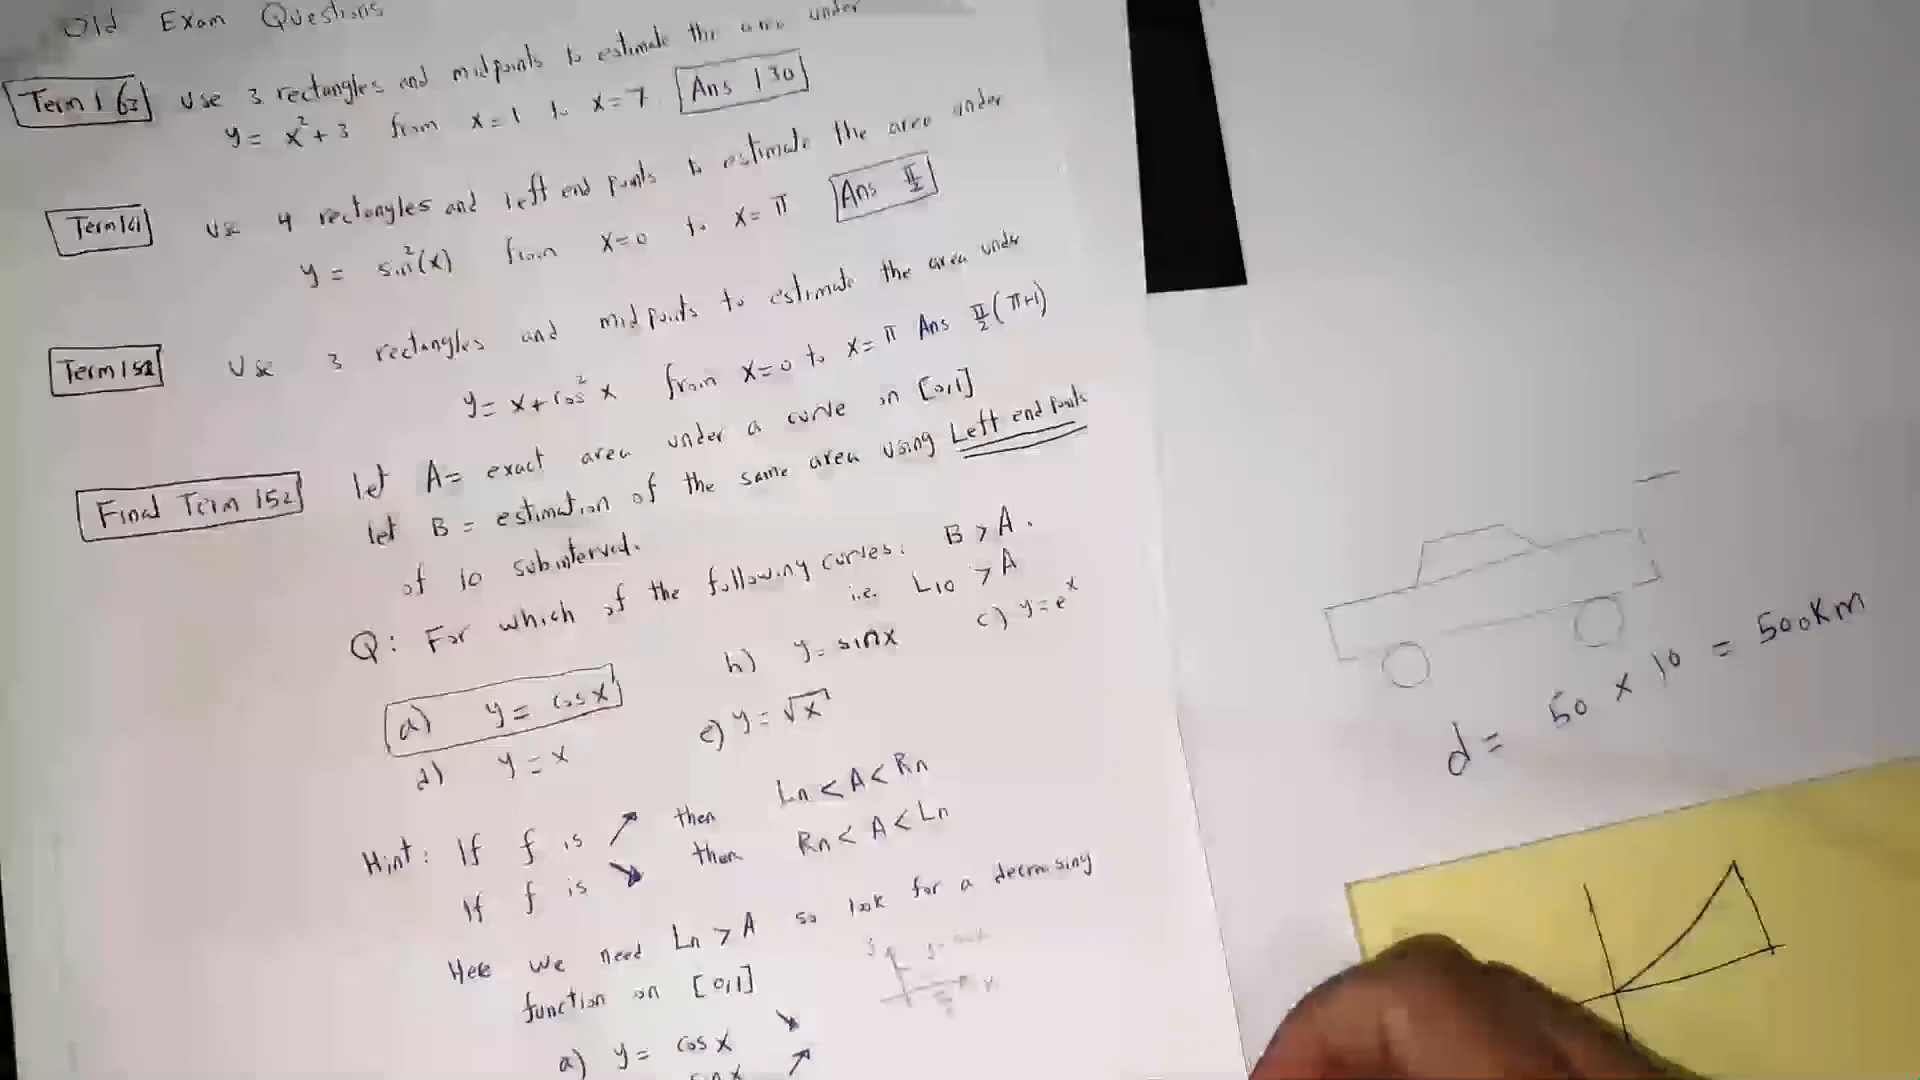 Old Exam Questions
Term 163 Use 3 rectangles and midpoints to estimate the area under
y = x² + 3 from x = 1 to x = 7 Ans 130
Term 161 Use 4 rectangles and left end points to estimate the area under
y = sin²(x) from x = 0 to x = π Ans π/2
Term 152 Use 3 rectangles and midpoints to estimate the area under
y = x + cos² x from x = 0 to x = π Ans π/2 (π+1)
Final Term 152 let A = exact area under a curve on [0,1]
let B = estimation of the same area using Left end points
of 10 subinterval.
Q: For which of the following curves: B > A.
i.e. L10 > A
a) y = cos x b) y = sin x c) y = e^x
d) y = x e) y = √x
Hint: If f is ↗ then Ln < A < Rn
If f is ↘ then Rn < A < Ln
Here we need Ln > A so look for a decreasing
function on [0,1]
a) y = cos x ↘
sin x ↗
d = 50 x 10 = 500 Km